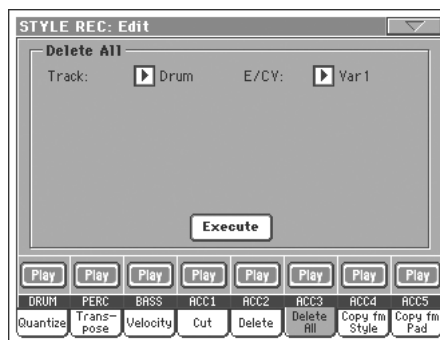 STYLE REC: Edit
Delete All
Track: Drum E/CV: Var1
Execute
Play Play Play Play Play Play Play Play
DRUM PERC BASS ACC1 ACC2 ACC3 ACC4 ACC5
Quantize Trans- Velocity Cut Delete Delete Copy fm Copy fm
pose All Style Pad